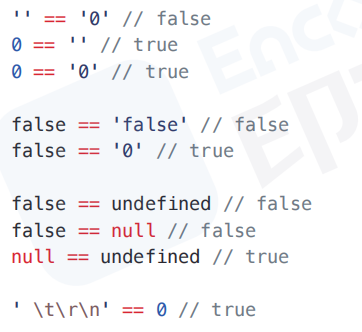 '' == '0' // false
0 == '' // true
0 == '0' // true
false == 'false' // false
false == '0' // true
false == undefined // false
false == null // false
null == undefined // true
' \t\r\n' == 0 // true